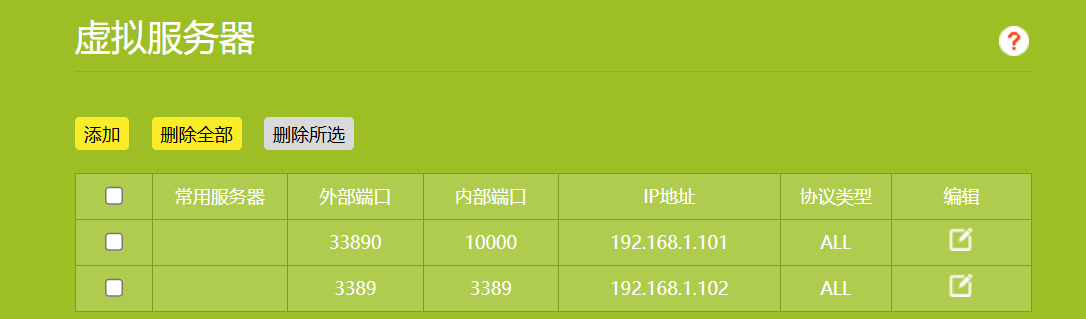 虚拟服务器
?
添加 删除全部 删除所选
常用服务器 外部端口 内部端口 IP地址 协议类型 编辑
33890 10000 192.168.1.101 ALL
3389 3389 192.168.1.102 ALL